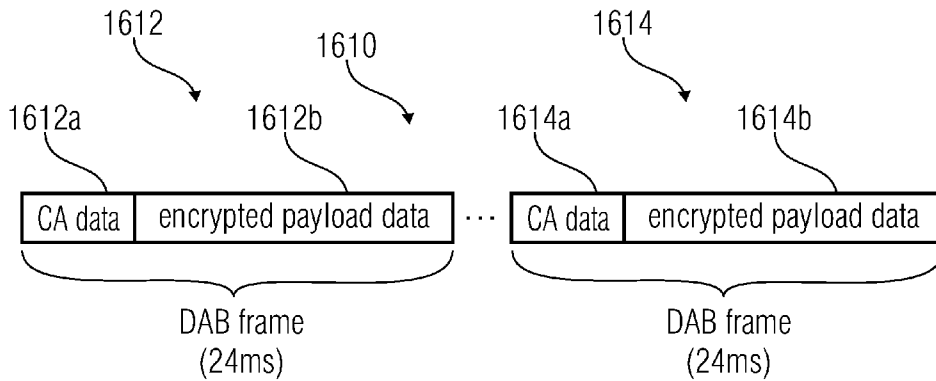 1612
1610
1614
1612a
1612b
1614a
1614b
CA data
encrypted payload data
...
CA data
encrypted payload data
DAB frame
(24ms)
DAB frame
(24ms)